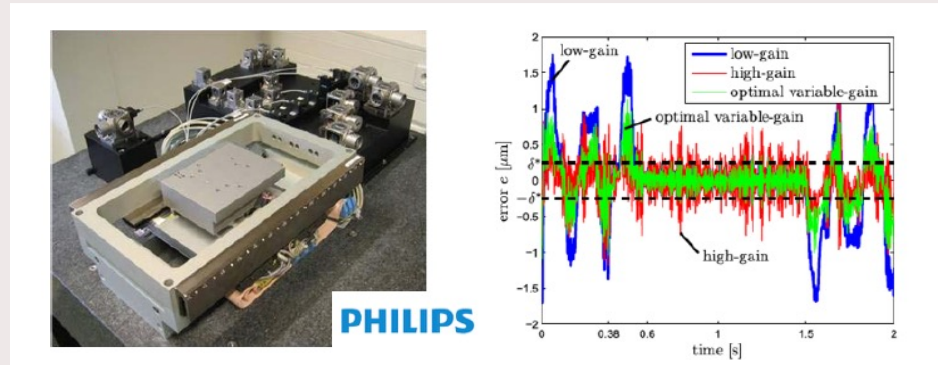 PHILIPS
error e [μm]
2
1.5
1
0.5
δ*
0
−δ*
−0.5
−1
−1.5
−2
low-gain
low-gain
high-gain
optimal variable-gain
optimal variable-gain
high-gain
0
0.38
0.6
1
1.5
2
time [s]